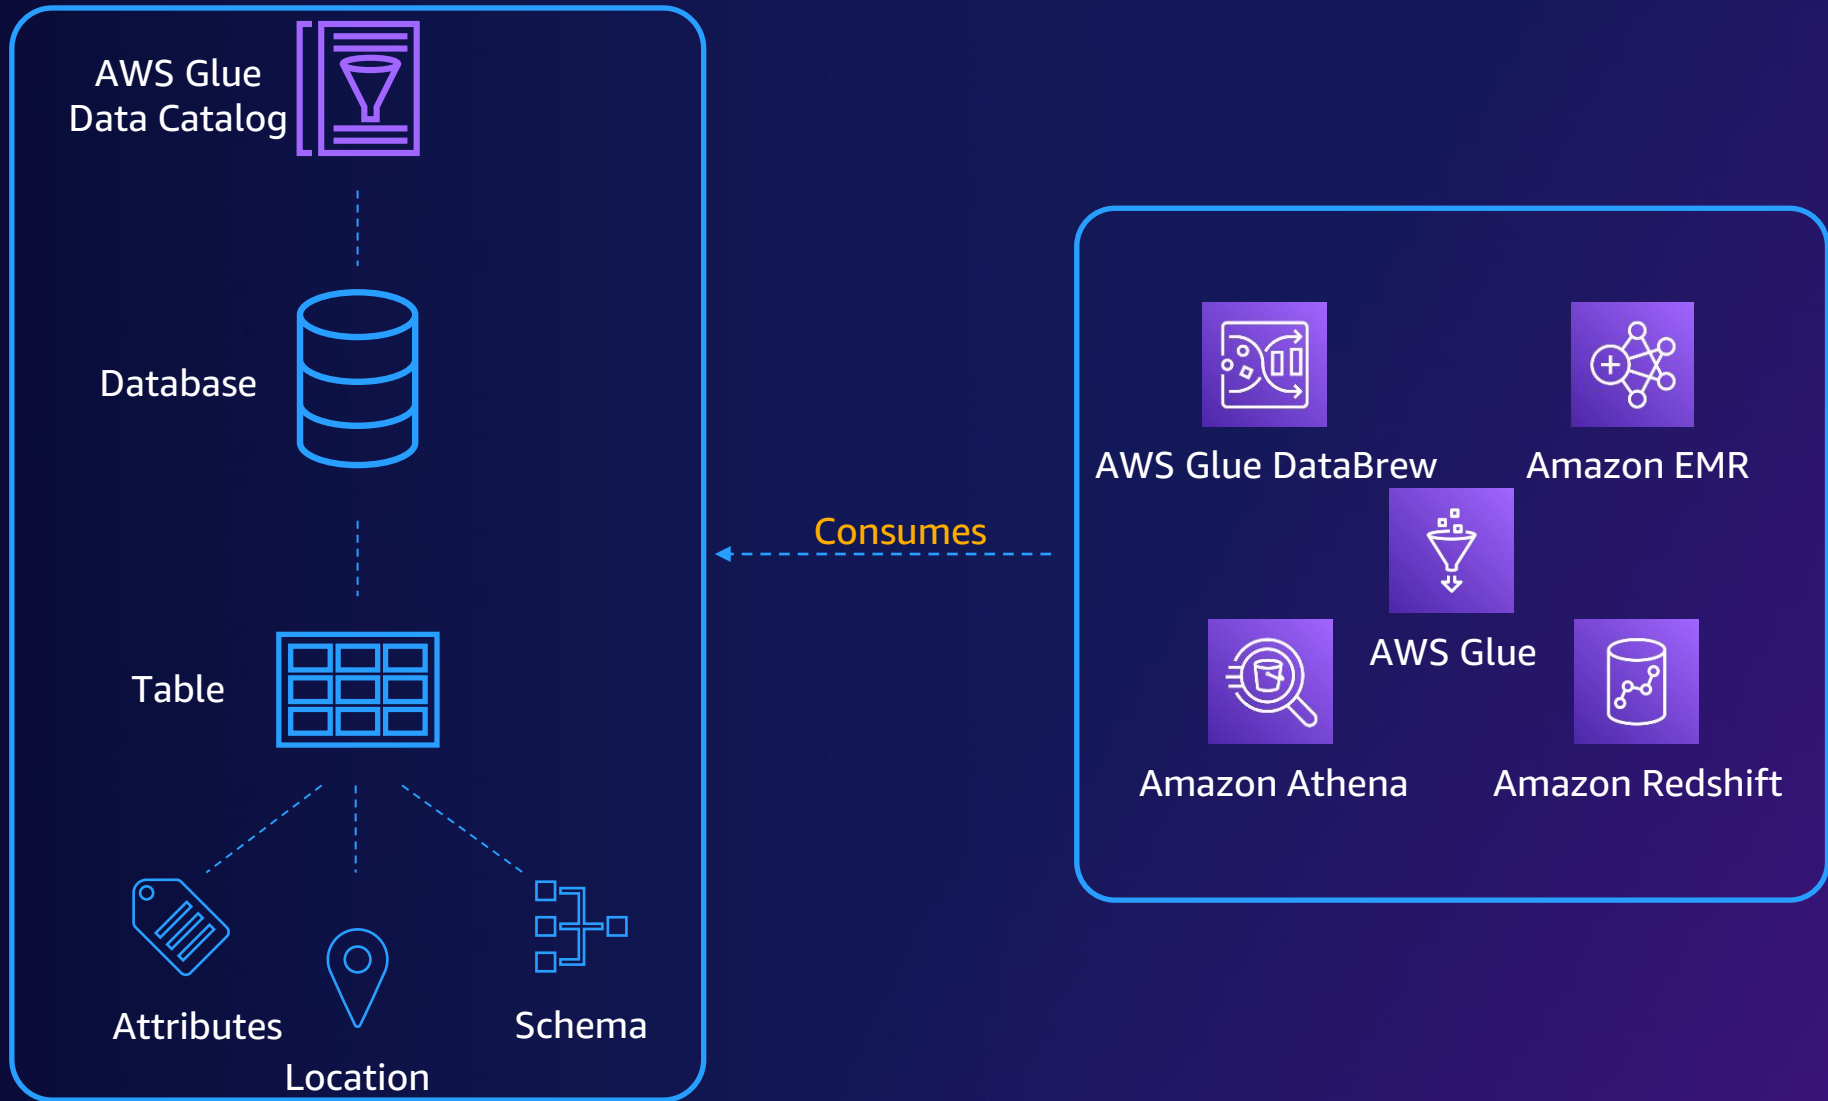 AWS Glue
Data Catalog
Database
Table
Attributes
Location
Schema
Consumes
AWS Glue DataBrew
Amazon EMR
AWS Glue
Amazon Athena
Amazon Redshift